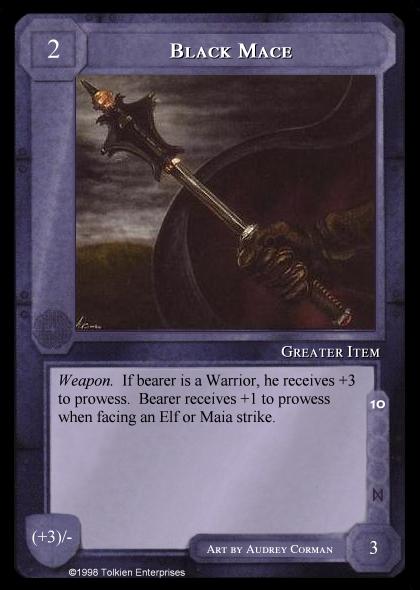 2
BLACK MACE
GREATER ITEM
Weapon. If bearer is a Warrior, he receives +3
to prowess. Bearer receives +1 to prowess
when facing an Elf or Maia strike.
10
(+3)/-
ART BY AUDREY CORMAN
3
©1998 Tolkien Enterprises